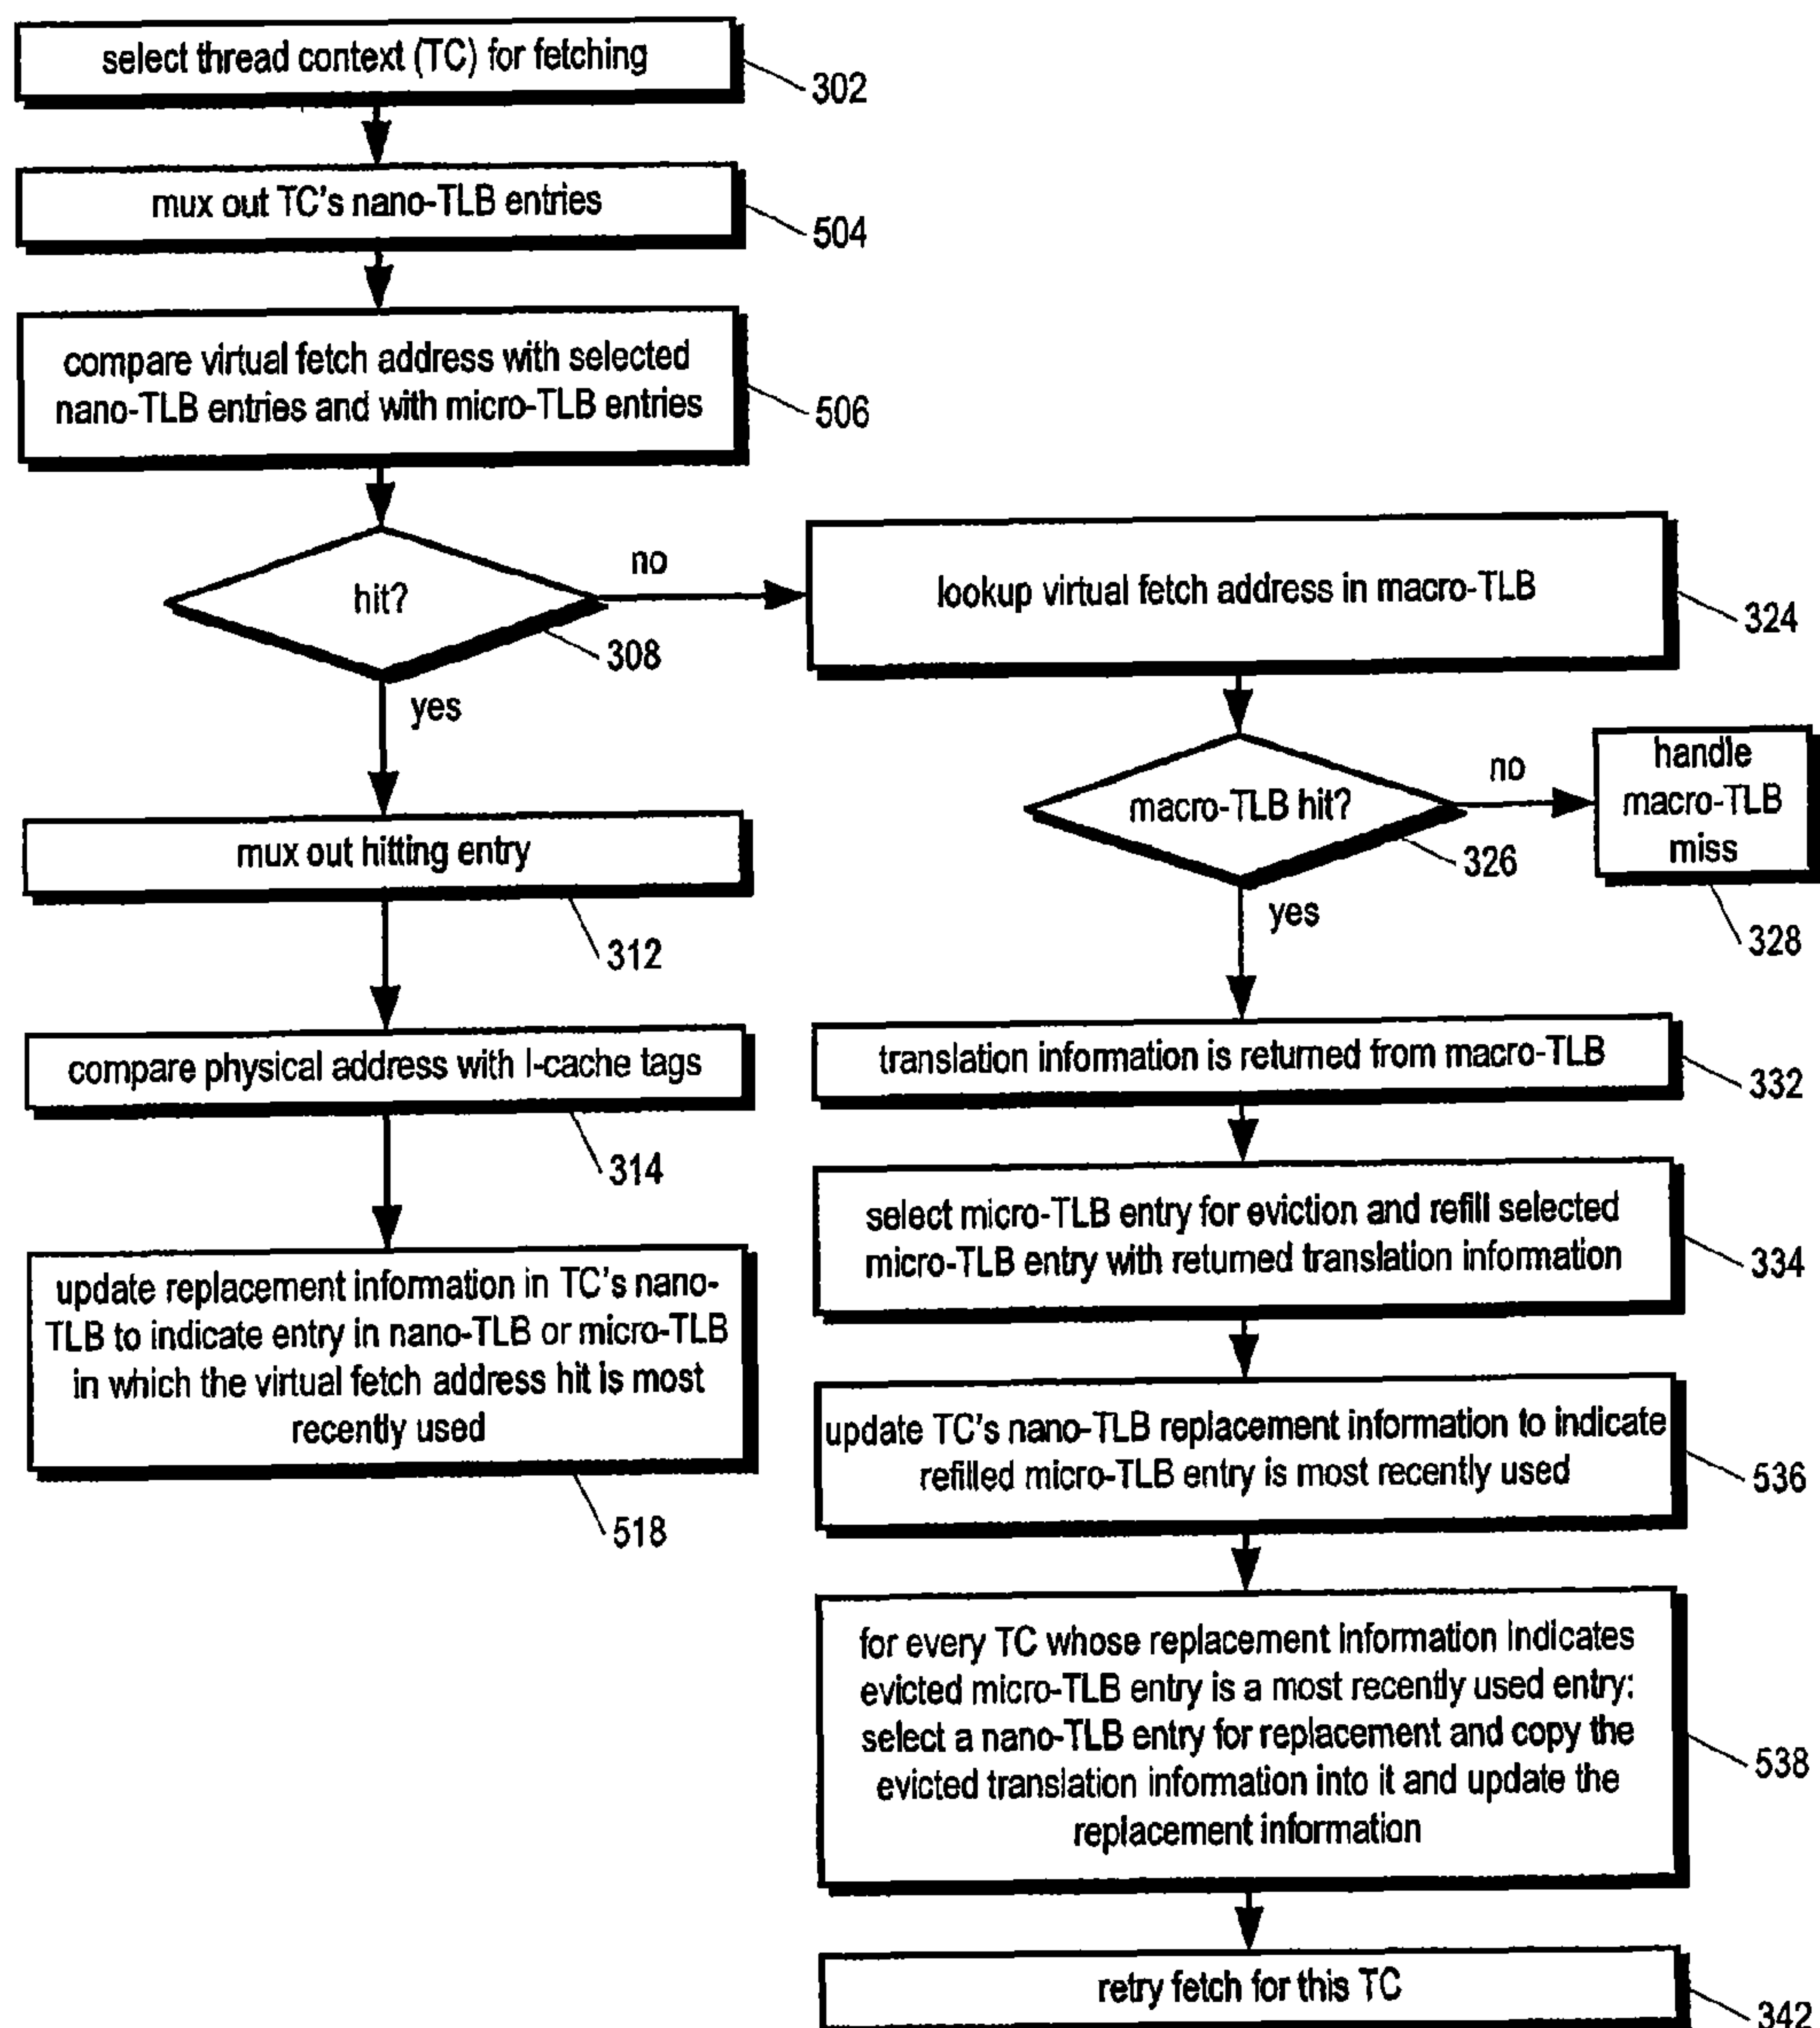 select thread context (TC) for fetching
302
mux out TC's nano-TLB entries
504
compare virtual fetch address with selected
nano-TLB entries and with micro-TLB entries
506
hit?
308
no
yes
mux out hitting entry
312
compare physical address with I-cache tags
314
update replacement information in TC's nano-
TLB to indicate entry in nano-TLB or micro-TLB
in which the virtual fetch address hit is most
recently used
518
lookup virtual fetch address in macro-TLB
324
macro-TLB hit?
326
no
handle
macro-TLB
miss
328
yes
translation information is returned from macro-TLB
332
select micro-TLB entry for eviction and refill selected
micro-TLB entry with returned translation information
334
update TC's nano-TLB replacement information to indicate
refilled micro-TLB entry is most recently used
536
for every TC whose replacement information indicates
evicted micro-TLB entry is a most recently used entry:
select a nano-TLB entry for replacement and copy the
evicted translation information into it and update the
replacement information
538
retry fetch for this TC
342